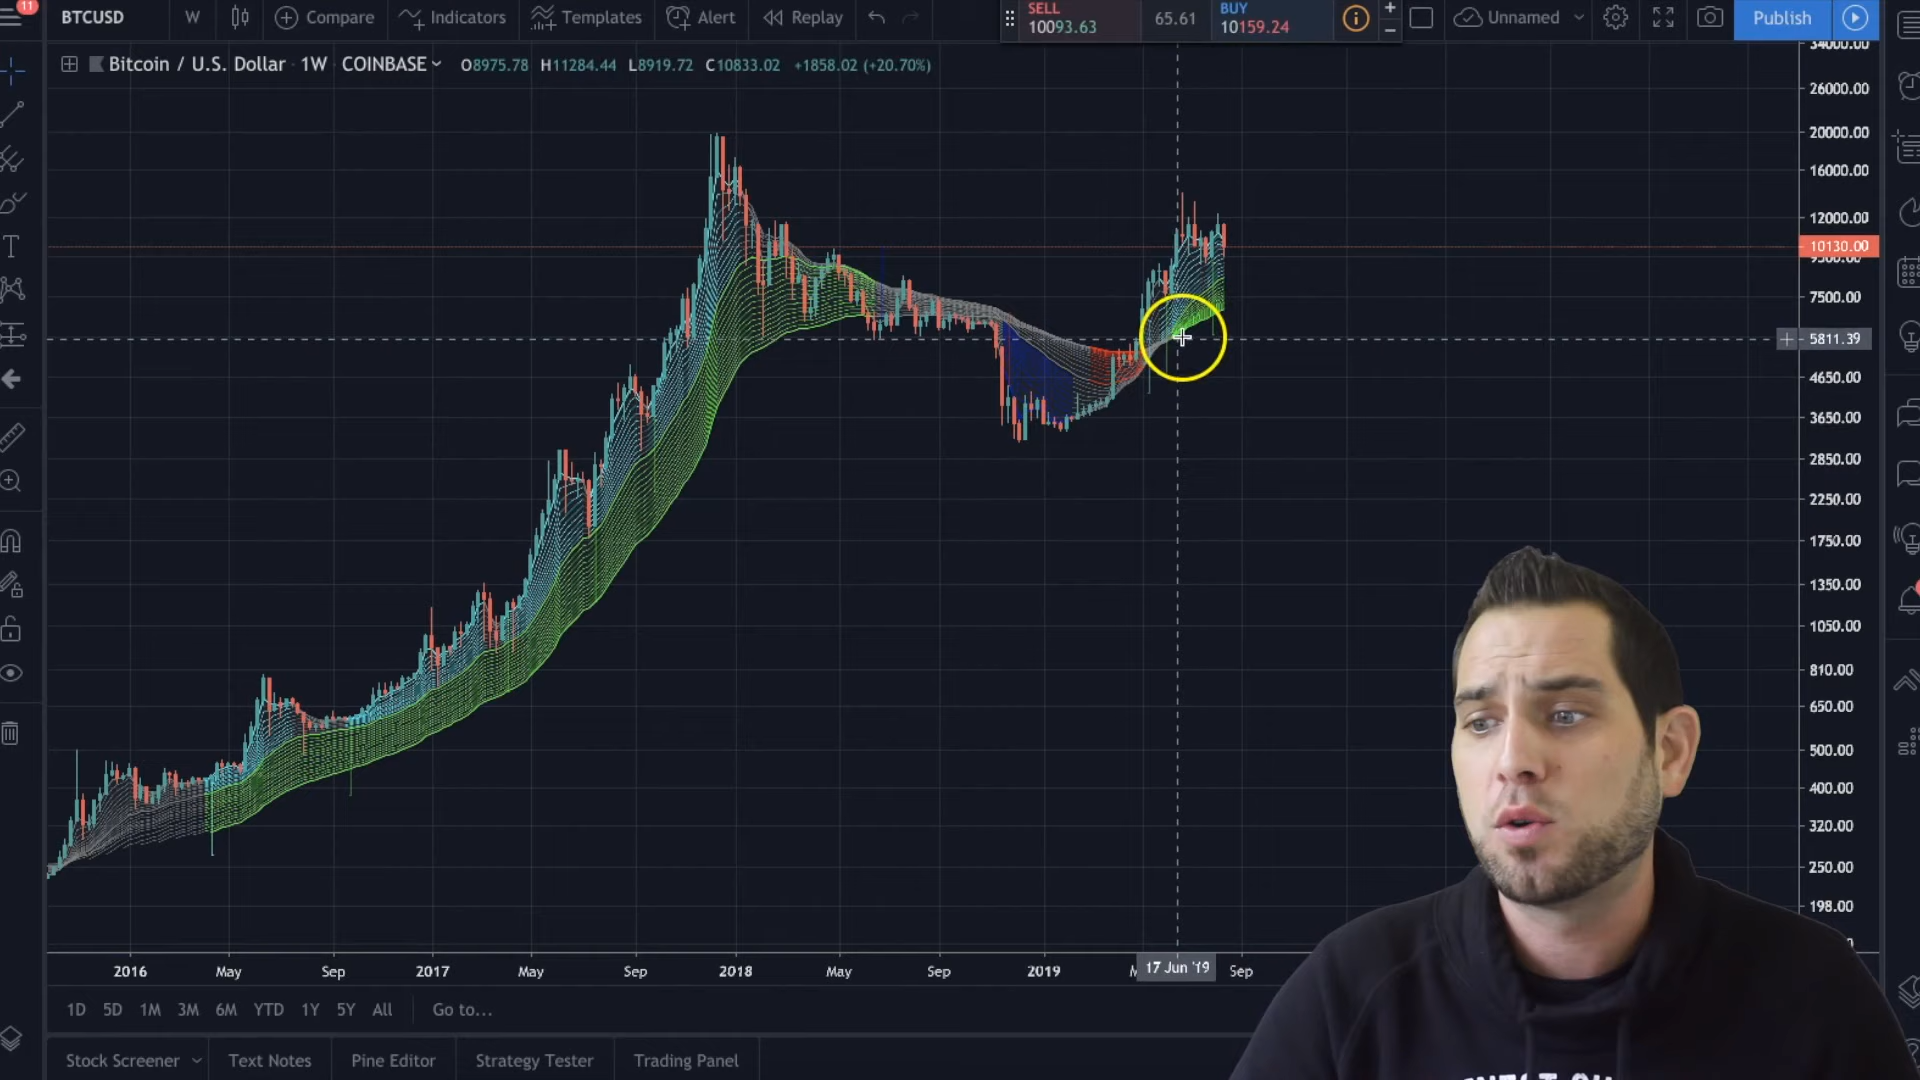 11
BTCUSD
W
Compare
Indicators
Templates
Alert
Replay
SELL
10093.63
65.61
BUY
10159.24
Unnamed
Publish
Bitcoin / U.S. Dollar 1W COINBASE O8975.78 H11284.44 L8919.72 C10833.02 +1858.02 (+20.70%)
34000.00
26000.00
20000.00
16000.00
12000.00
10130.00
9500.00
7500.00
5811.39
4650.00
3650.00
2850.00
2250.00
1750.00
1350.00
1050.00
810.00
650.00
500.00
400.00
320.00
250.00
198.00
2016 May Sep 2017 May Sep 2018 May Sep 2019 17 Jun '19 Sep
1D 5D 1M 3M 6M YTD 1Y 5Y All Go to...
Stock Screener Text Notes Pine Editor Strategy Tester Trading Panel